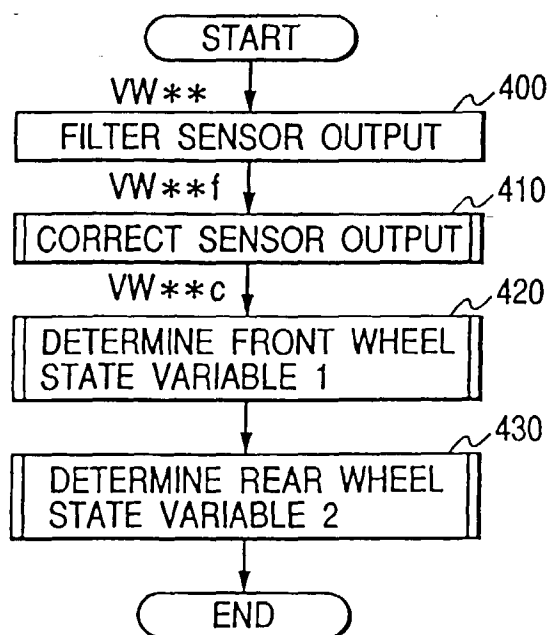 START
VW**
400
FILTER SENSOR OUTPUT
VW**f
410
CORRECT SENSOR OUTPUT
VW**c
420
DETERMINE FRONT WHEEL
STATE VARIABLE 1
430
DETERMINE REAR WHEEL
STATE VARIABLE 2
END